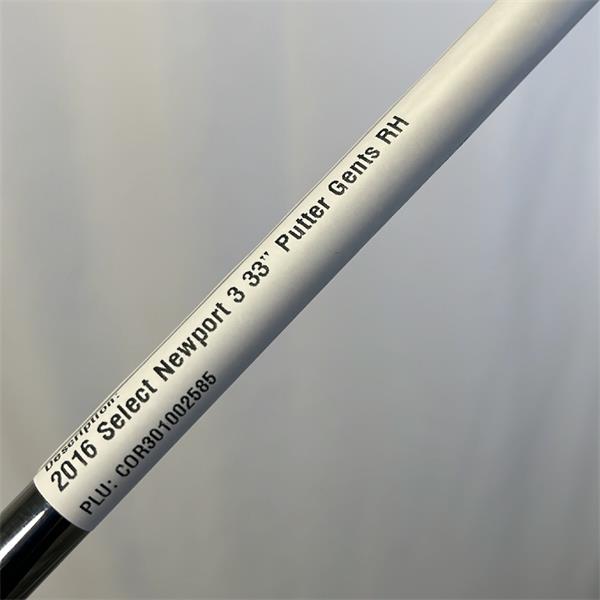 Description:
2016 Select Newport 3 33" Putter Gents RH
PLU: COR301002585